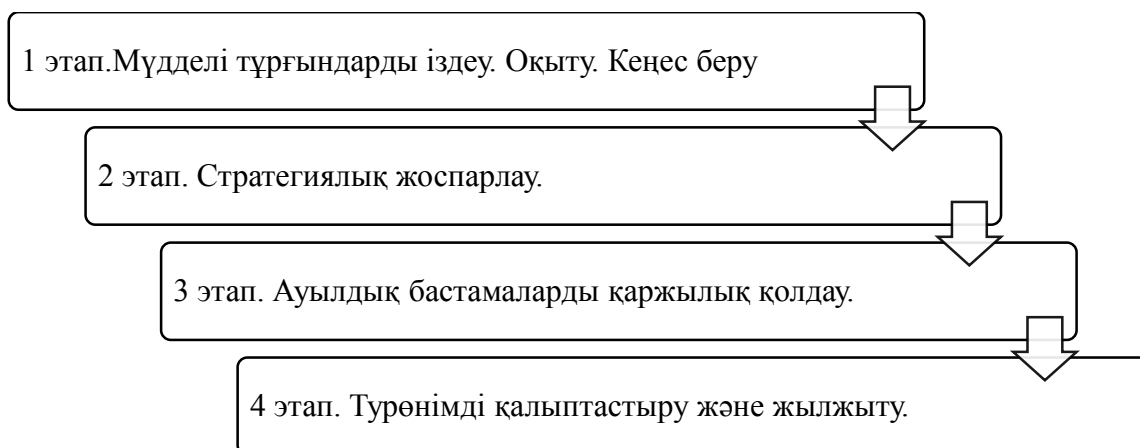 1 этап.Мүдделі тұрғындарды іздеу. Оқыту. Кеңес беру
2 этап. Стратегиялық жоспарлау.
3 этап. Ауылдық бастамаларды қаржылық қолдау.
4 этап. Турөнімді қалыптастыру және жылжыту.